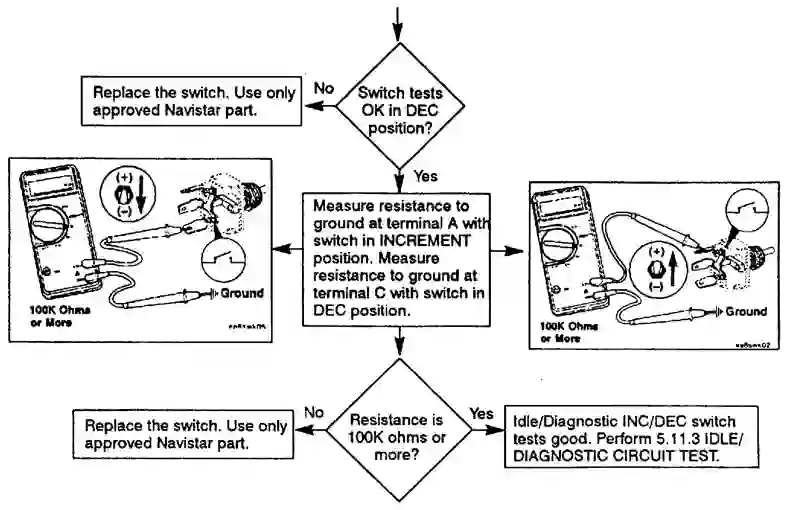 Switch tests
OK in DEC
position?
No
Replace the switch. Use only
approved Navistar part.
Yes
Measure resistance to
ground at terminal A with
switch in INCREMENT
position. Measure
resistance to ground at
terminal C with switch in
DEC position.
(+)
(-)
Ground
100K Ohms
or More
(+)
(-)
Ground
100K Ohms
or More
Resistance is
100K ohms or
more?
No
Replace the switch. Use only
approved Navistar part.
Yes
Idle/Diagnostic INC/DEC switch
tests good. Perform 5.11.3 IDLE/
DIAGNOSTIC CIRCUIT TEST.